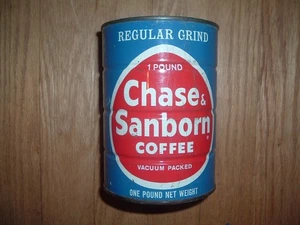 REGULAR GRIND
1 POUND
Chase &
Sanborn
COFFEE
VACUUM PACKED
ONE POUND NET WEIGHT